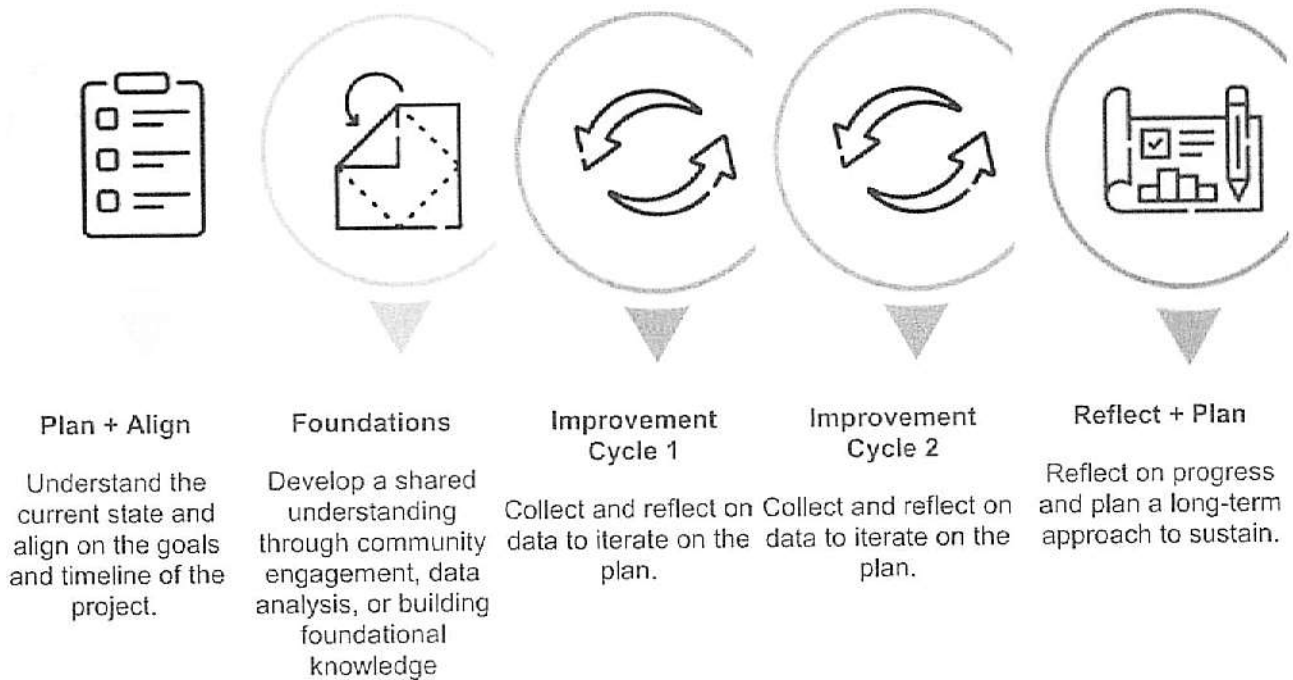 Plan + Align
Understand the
current state and
align on the goals
and timeline of the
project.
Foundations
Develop a shared
understanding
through community
engagement, data
analysis, or building
foundational
knowledge
Improvement
Cycle 1
Collect and reflect on
data to iterate on the
plan.
Improvement
Cycle 2
Collect and reflect on
data to iterate on the
plan.
Reflect + Plan
Reflect on progress
and plan a long-term
approach to sustain.